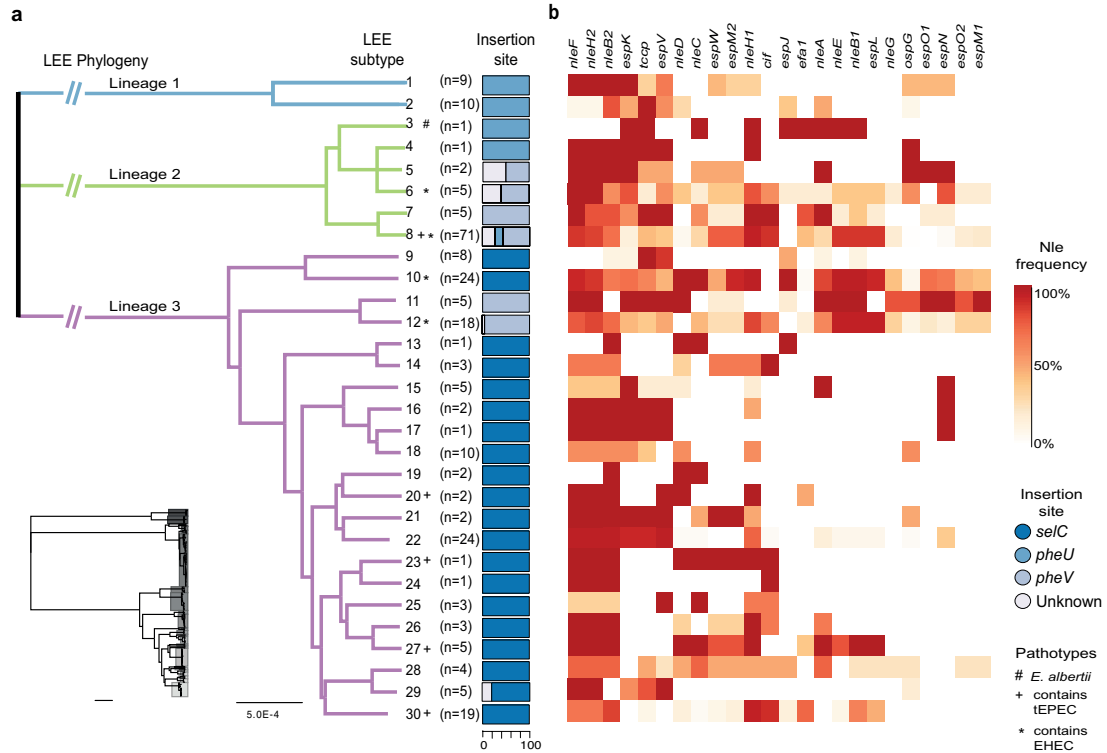 a
LEE Phylogeny
LEE subtype
Insertion site
Lineage 1
Lineage 2
Lineage 3
1 (n=9)
2 (n=10)
3 # (n=1)
4 (n=1)
5 (n=2)
6 * (n=5)
7 (n=5)
8 + * (n=71)
9 (n=8)
10 * (n=24)
11 (n=5)
12 * (n=18)
13 (n=1)
14 (n=3)
15 (n=5)
16 (n=2)
17 (n=1)
18 (n=10)
19 (n=2)
20 + (n=2)
21 (n=2)
22 (n=24)
23 + (n=1)
24 (n=1)
25 (n=3)
26 (n=3)
27 + (n=5)
28 (n=4)
29 (n=5)
30 + (n=19)
5.0E-4
0 100
b
nleF
nleH2
nleB2
espK
tccp
espV
nleD
nleC
espW
espM2
nleH1
cif
espJ
efa1
nleA
nleE
nleB1
espL
nleG
ospG
espO1
espN
espO2
espM1
Nle
frequency
100%
50%
0%
Insertion
site
selC
pheU
pheV
Unknown
Pathotypes
# E. albertii
+ contains
tEPEC
* contains
EHEC